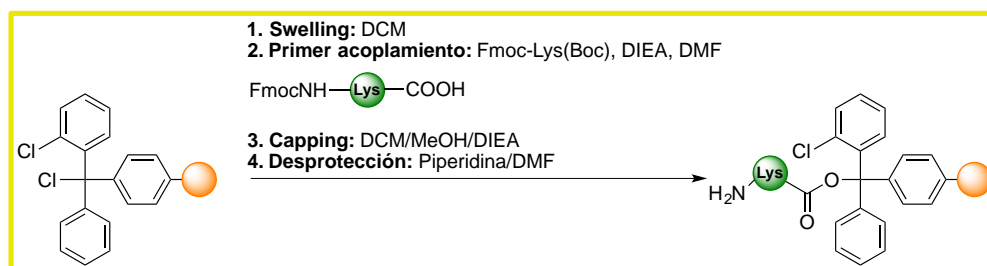 1. Swelling: DCM
2. Primer acoplamiento: Fmoc-Lys(Boc), DIEA, DMF
FmocNH Lys COOH
3. Capping: DCM/MeOH/DIEA
4. Desprotección: Piperidina/DMF
Cl
Cl
Cl
Lys
H₂N
O
O